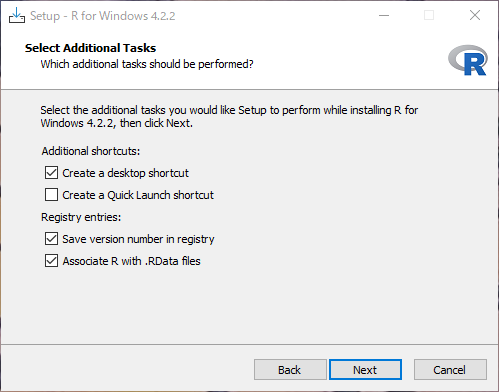 Setup - R for Windows 4.2.2
Select Additional Tasks
Which additional tasks should be performed?
R
Select the additional tasks you would like Setup to perform while installing R for
Windows 4.2.2, then click Next.
Additional shortcuts:
Create a desktop shortcut
Create a Quick Launch shortcut
Registry entries:
Save version number in registry
Associate R with .RData files
Back
Next
Cancel